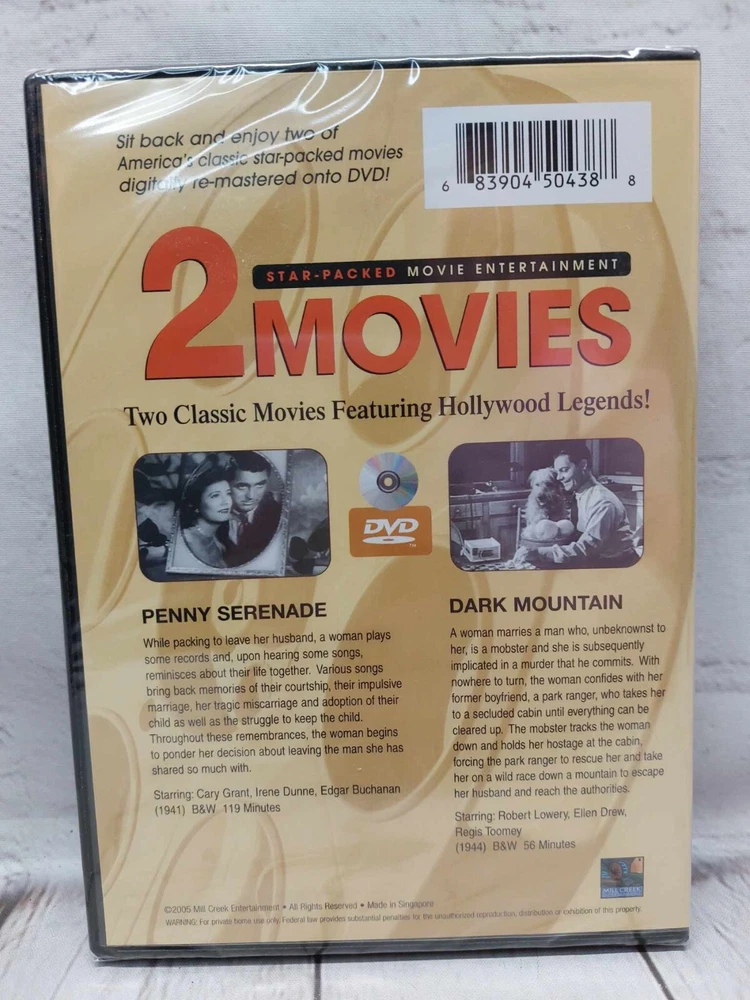 Sit back and enjoy two of
America's classic star-packed movies
digitally re-mastered onto DVD!
6 83904 50438 8
STAR-PACKED MOVIE ENTERTAINMENT
2 MOVIES
Two Classic Movies Featuring Hollywood Legends!
DVD
TM
PENNY SERENADE
While packing to leave her husband, a woman plays
some records and, upon hearing some songs,
reminisces about their life together. Various songs
bring back memories of their courtship, their impulsive
marriage, her tragic miscarriage and adoption of their
child as well as the struggle to keep the child.
Throughout these remembrances, the woman begins
to ponder her decision about leaving the man she has
shared so much with.
Starring: Cary Grant, Irene Dunne, Edgar Buchanan
(1941) B&W 119 Minutes
DARK MOUNTAIN
A woman marries a man who, unbeknownst to
her, is a mobster and she is subsequently
implicated in a murder that he commits. With
nowhere to turn, the woman confides with her
former boyfriend, a park ranger, who takes her
to a secluded cabin until everything can be
cleared up. The mobster tracks the woman
down and holds her hostage at the cabin,
forcing the park ranger to rescue her and take
her on a wild race down a mountain to escape
her husband and reach the authorities.
Starring: Robert Lowery, Ellen Drew,
Regis Toomey
(1944) B&W 56 Minutes
MILL CREEK
ENTERTAINMENT
©2005 Mill Creek Entertainment • All Rights Reserved • Made in Singapore
WARNING: For private home use only. Federal law provides substantial penalties for the unauthorized reproduction, distribution or exhibition of this property.